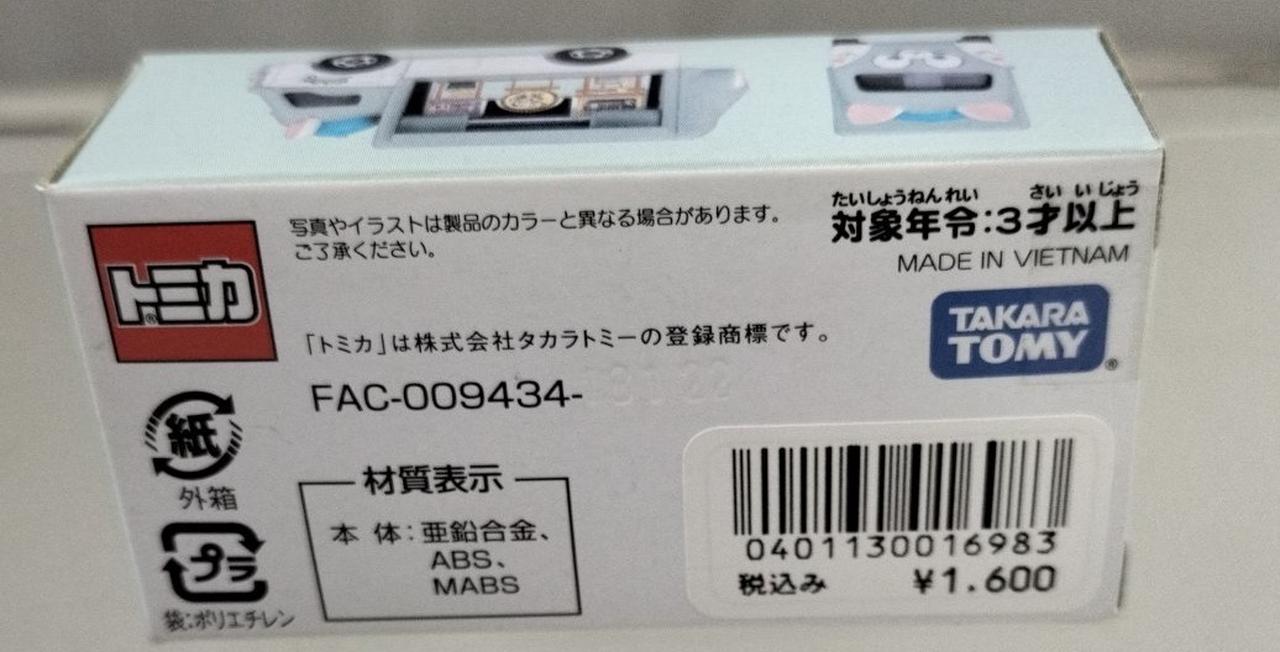 トミカ
®
写真やイラストは製品のカラーと異なる場合があります。
ご了承ください。
たいしょうねんれい さい いじょう
対象年令:3才以上
MADE IN VIETNAM
「トミカ」は株式会社タカラトミーの登録商標です。
TAKARA
TOMY
®
FAC-009434-
紙
外箱
プラ
袋:ポリエチレン
材質表示
本 体:亜鉛合金、
ABS、
MABS
0401130016983
税込み ¥1.600